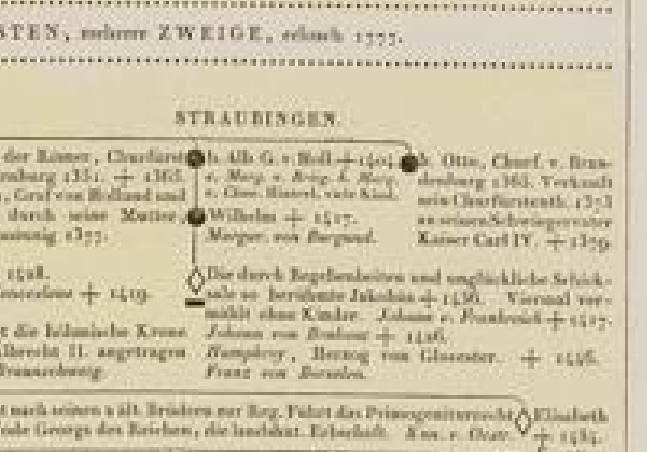 STEN, mehrere ZWEIGE, erlosch 1777.
STRAUBINGEN.
der Römer, Churfürst
1351. + 1365.
, Graf von Holland und
durch seine Mutter,
1377.
h. Alb. G. v. Holl + 1404
Wilhelm + 1417.
Margar. von Burgund.
h. Otto, Churf. v. Bran-
denburg 1365. Verkauft
sein Churfürstenth. 1373
an seinen Schwiegervater
Kaiser Carl IV. + 1379
1428.
+ 1419.
Die durch Begebenheiten und unglückliche Schick-
sale so berühmte Jakobäa + 1436. Viermal ver-
mählt ohne Kinder. Johann v. Frankreich + 1417.
Johann von Brabant + 1426.
Humphrey, Herzog von Glocester. + 1446.
Franz von Borselen.
t die böhmische Krone
lbrecht II. angetragen
Braunschweig.
t nach seinen 2 ält. Brüdern zur Reg. Führt das Primogeniturrecht
ode Georgs des Reichen, die landshut. Erbschaft.
Elisabeth